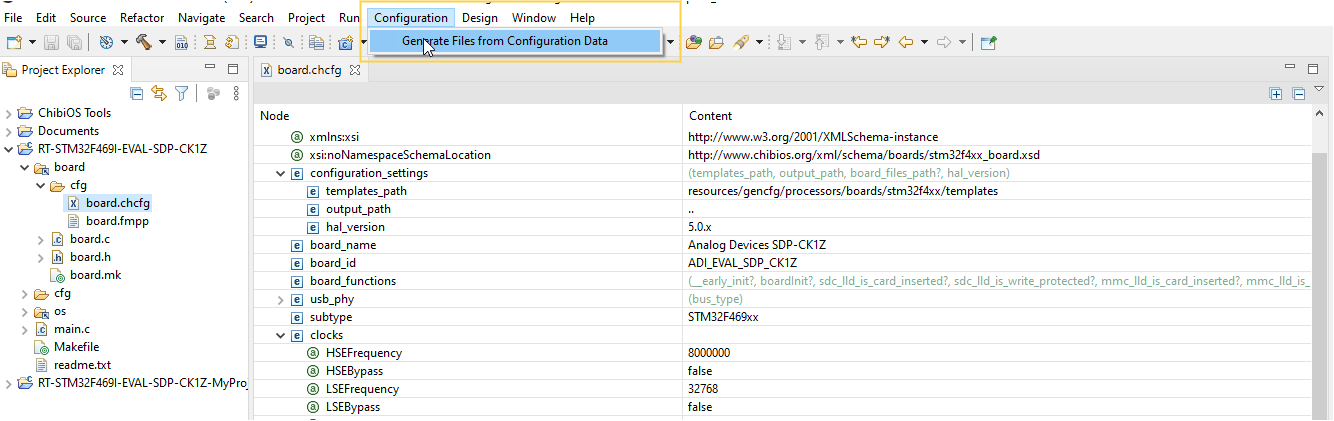 File Edit Source Refactor Navigate Search Project Run Configuration Design Window Help
Generate Files from Configuration Data
Project Explorer
board.chcfg
ChibiOS Tools
Documents
RT-STM32F469I-EVAL-SDP-CK1Z
board
cfg
board.chcfg
board.fmpp
board.c
board.h
board.mk
cfg
os
main.c
Makefile
readme.txt
RT-STM32F469I-EVAL-SDP-CK1Z-MyProj
Node Content
xmlns:xsi http://www.w3.org/2001/XMLSchema-instance
xsi:noNamespaceSchemaLocation http://www.chibios.org/xml/schema/boards/stm32f4xx_board.xsd
configuration_settings (templates_path, output_path, board_files_path?, hal_version)
templates_path resources/gencfg/processors/boards/stm32f4xx/templates
output_path ..
hal_version 5.0.x
board_name Analog Devices SDP-CK1Z
board_id ADI_EVAL_SDP_CK1Z
board_functions (__early_init?, boardInit?, sdc_lld_is_card_inserted?, sdc_lld_is_write_protected?, mmc_lld_is_card_inserted?, mmc_lld_is_
usb_phy (bus_type)
subtype STM32F469xx
clocks
HSEFrequency 8000000
HSEBypass false
LSEFrequency 32768
LSEBypass false